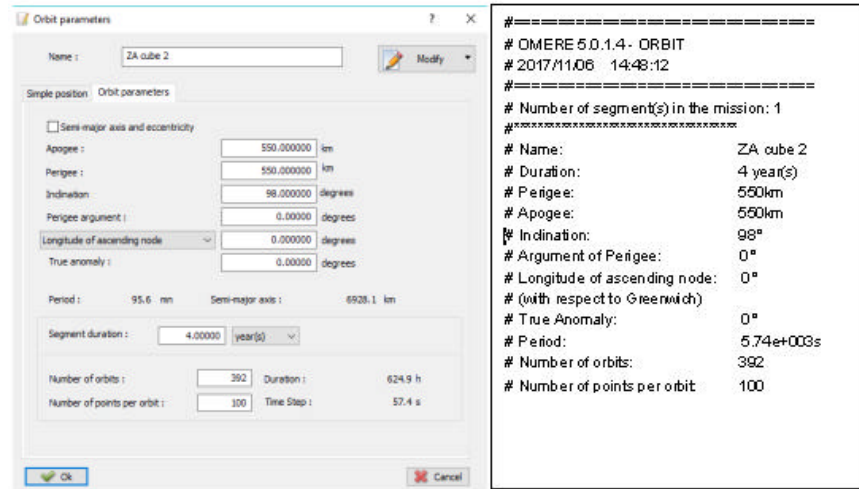 Orbit parameters ? ×
Name : ZA cube 2 Modify
Simple position Orbit parameters
Semi-major axis and eccentricity
Apogee : 550.000000 km
Perigee : 550.000000 km
Inclination 98.000000 degrees
Perigee argument : 0.00000 degrees
Longitude of ascending node 0.000000 degrees
True anomaly : 0.00000 degrees
Period : 95.6 mn Semi-major axis : 6928.1 km
Segment duration : 4.00000 year(s)
Number of orbits : 392 Duration : 624.9 h
Number of points per orbit : 100 Time Step : 57.4 s
Ok Cancel
#==================================
# OMERE 5.0.1.4 - ORBIT
# 2017/11/06 14:48:12
#==================================
# Number of segment(s) in the mission: 1
#**********************************
# Name: ZA cube 2
# Duration: 4 year(s)
# Perigee: 550km
# Apogee: 550km
# Inclination: 98°
# Argument of Perigee: 0°
# Longitude of ascending node: 0°
# (with respect to Greenwich)
# True Anomaly: 0°
# Period: 5.74e+003s
# Number of orbits: 392
# Number of points per orbit 100